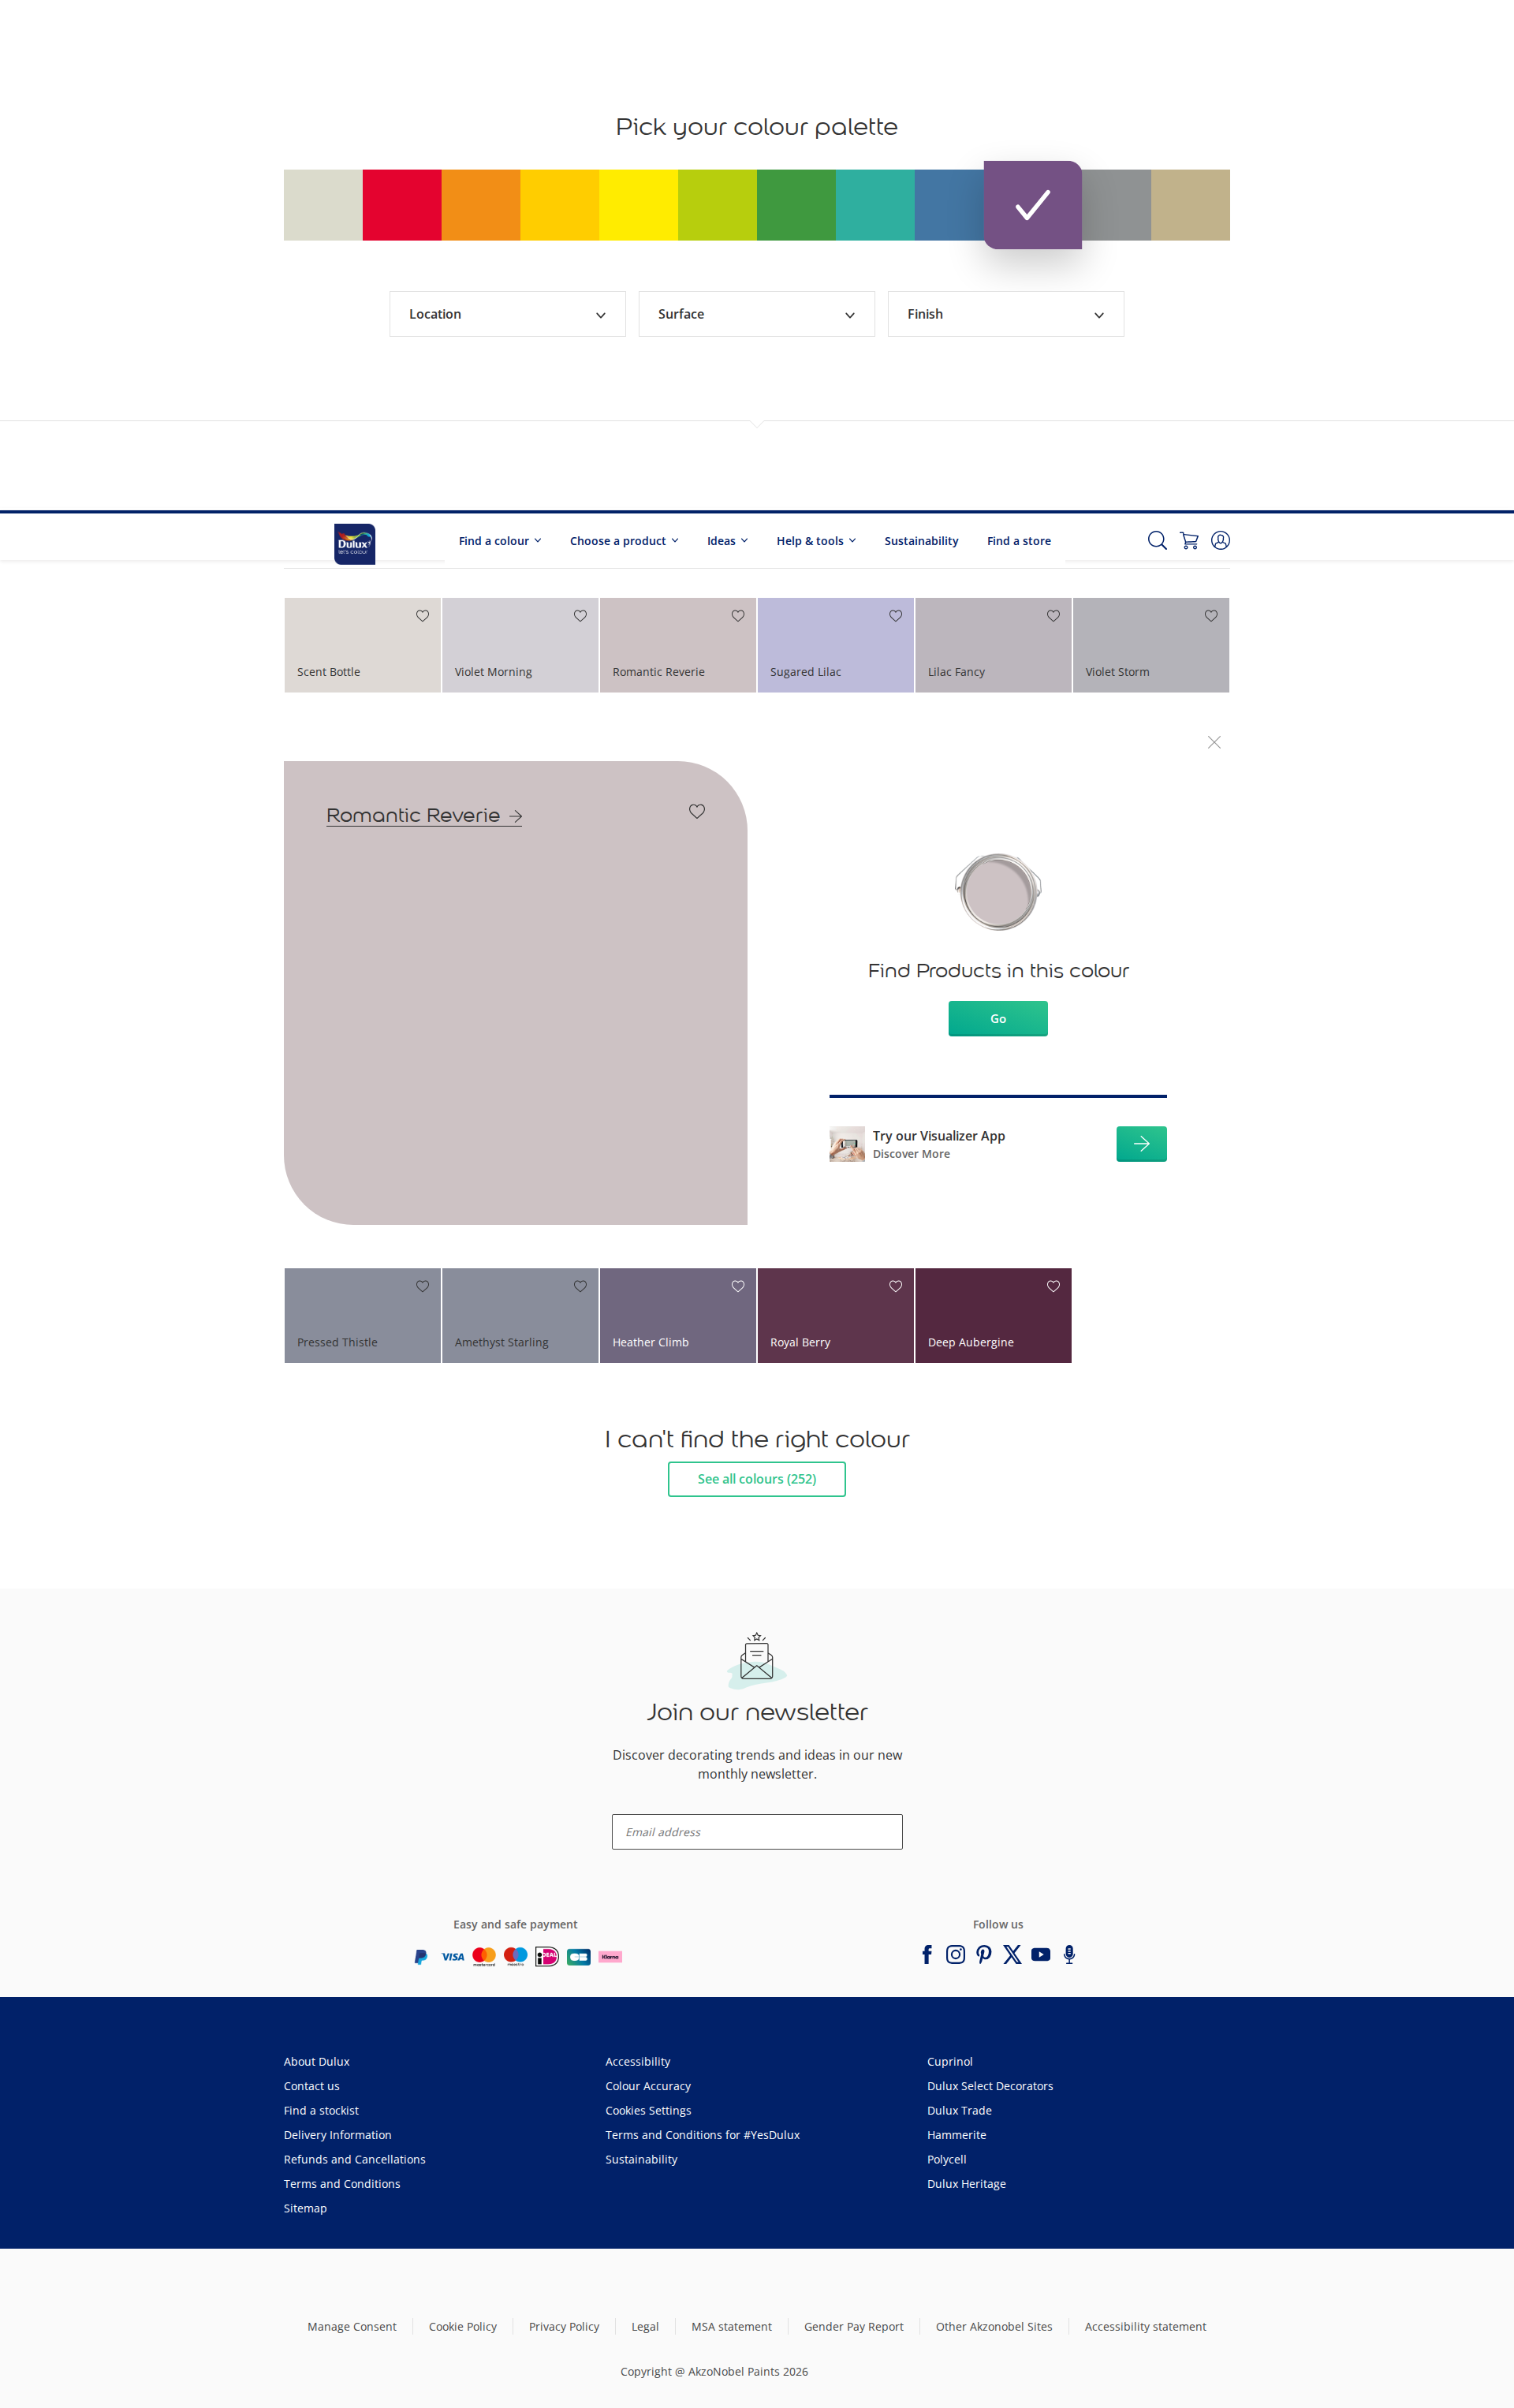 Pick your colour palette
Location
Surface
Finish
Dulux
let's colour
Find a colour
Choose a product
Ideas
Help & tools
Sustainability
Find a store
Scent Bottle
Violet Morning
Romantic Reverie
Sugared Lilac
Lilac Fancy
Violet Storm
Romantic Reverie
Find Products in this colour
Go
Try our Visualizer App
Discover More
Pressed Thistle
Amethyst Starling
Heather Climb
Royal Berry
Deep Aubergine
I can't find the right colour
See all colours (252)
Join our newsletter
Discover decorating trends and ideas in our new
monthly newsletter.
Email address
Easy and safe payment
VISA
mastercard
maestro
iDEAL
CB
Klarna
Follow us
About Dulux
Contact us
Find a stockist
Delivery Information
Refunds and Cancellations
Terms and Conditions
Sitemap
Accessibility
Colour Accuracy
Cookies Settings
Terms and Conditions for #YesDulux
Sustainability
Cuprinol
Dulux Select Decorators
Dulux Trade
Hammerite
Polycell
Dulux Heritage
Manage Consent
Cookie Policy
Privacy Policy
Legal
MSA statement
Gender Pay Report
Other Akzonobel Sites
Accessibility statement
Copyright @ AkzoNobel Paints 2026